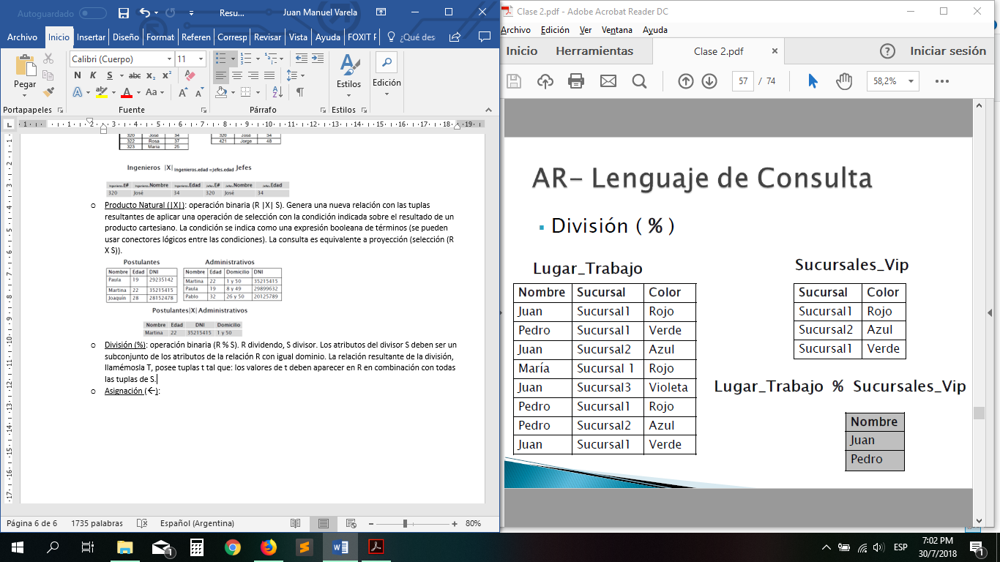 Autoguardado
Resu...
Juan Manuel Varela
Archivo Inicio Insertar Diseño Format Referen Corresp Revisar Vista Ayuda FOXIT F ¿Qué des
Pegar
Calibri (Cuerpo) 11
N K S abc x₂ x²
A ab A Aa A A
Estilos
Edición
Portapapeles Fuente Párrafo Estilos
320 José 34 320 José 34
322 Rosa 37 421 Jorge 48
323 María 25
Ingenieros |X| Ingenieros.edad =Jefes.edad Jefes
Ingenieros.E# Ingenieros.Nombre Ingenieros.Edad Jefes.E# Jefes.Nombre Jefes.Edad
320 José 34 320 José 34
o Producto Natural (|X|): operación binaria (R |X| S). Genera una nueva relación con las tuplas
resultantes de aplicar una operación de selección con la condición indicada sobre el resultado de un
producto cartesiano. La condición se indica como una expresión booleana de términos (se pueden
usar conectores lógicos entre las condiciones). La consulta es equivalente a proyección (selección (R
X S)).
Postulantes Administrativos
Nombre Edad DNI Nombre Edad Domicilio DNI
Paula 19 29235142 Martina 22 1 y 50 35215415
Martina 22 35215415 Paula 19 8 y 49 29899632
Joaquín 28 28152478 Pablo 32 26 y 50 20125789
Postulantes|X|Administrativos
Nombre Edad DNI Domicilio
Martina 22 35215415 1 y 50
o División (%): operación binaria (R % S). R dividendo, S divisor. Los atributos del divisor S deben ser un
subconjunto de los atributos de la relación R con igual dominio. La relación resultante de la división,
llamémosla T, posee tuplas t tal que: los valores de t deben aparecer en R en combinación con todas
las tuplas de S.
o Asignación (←):
Página 6 de 6 1735 palabras Español (Argentina) 80%
Clase 2.pdf - Adobe Acrobat Reader DC
Archivo Edición Ver Ventana Ayuda
Inicio Herramientas Clase 2.pdf × Iniciar sesión
57 / 74 58,2%
AR- Lenguaje de Consulta
División ( % )
Lugar_Trabajo
Nombre Sucursal Color
Juan Sucursal1 Rojo
Pedro Sucursal1 Verde
Juan Sucursal2 Azul
María Sucursal 1 Rojo
Juan Sucursal3 Violeta
Pedro Sucursal1 Rojo
Pedro Sucursal2 Azul
Juan Sucursal1 Verde
Sucursales_Vip
Sucursal Color
Sucursal1 Rojo
Sucursal2 Azul
Sucursal1 Verde
Lugar_Trabajo % Sucursales_Vip
Nombre
Juan
Pedro
ESP
7:02 PM
30/7/2018